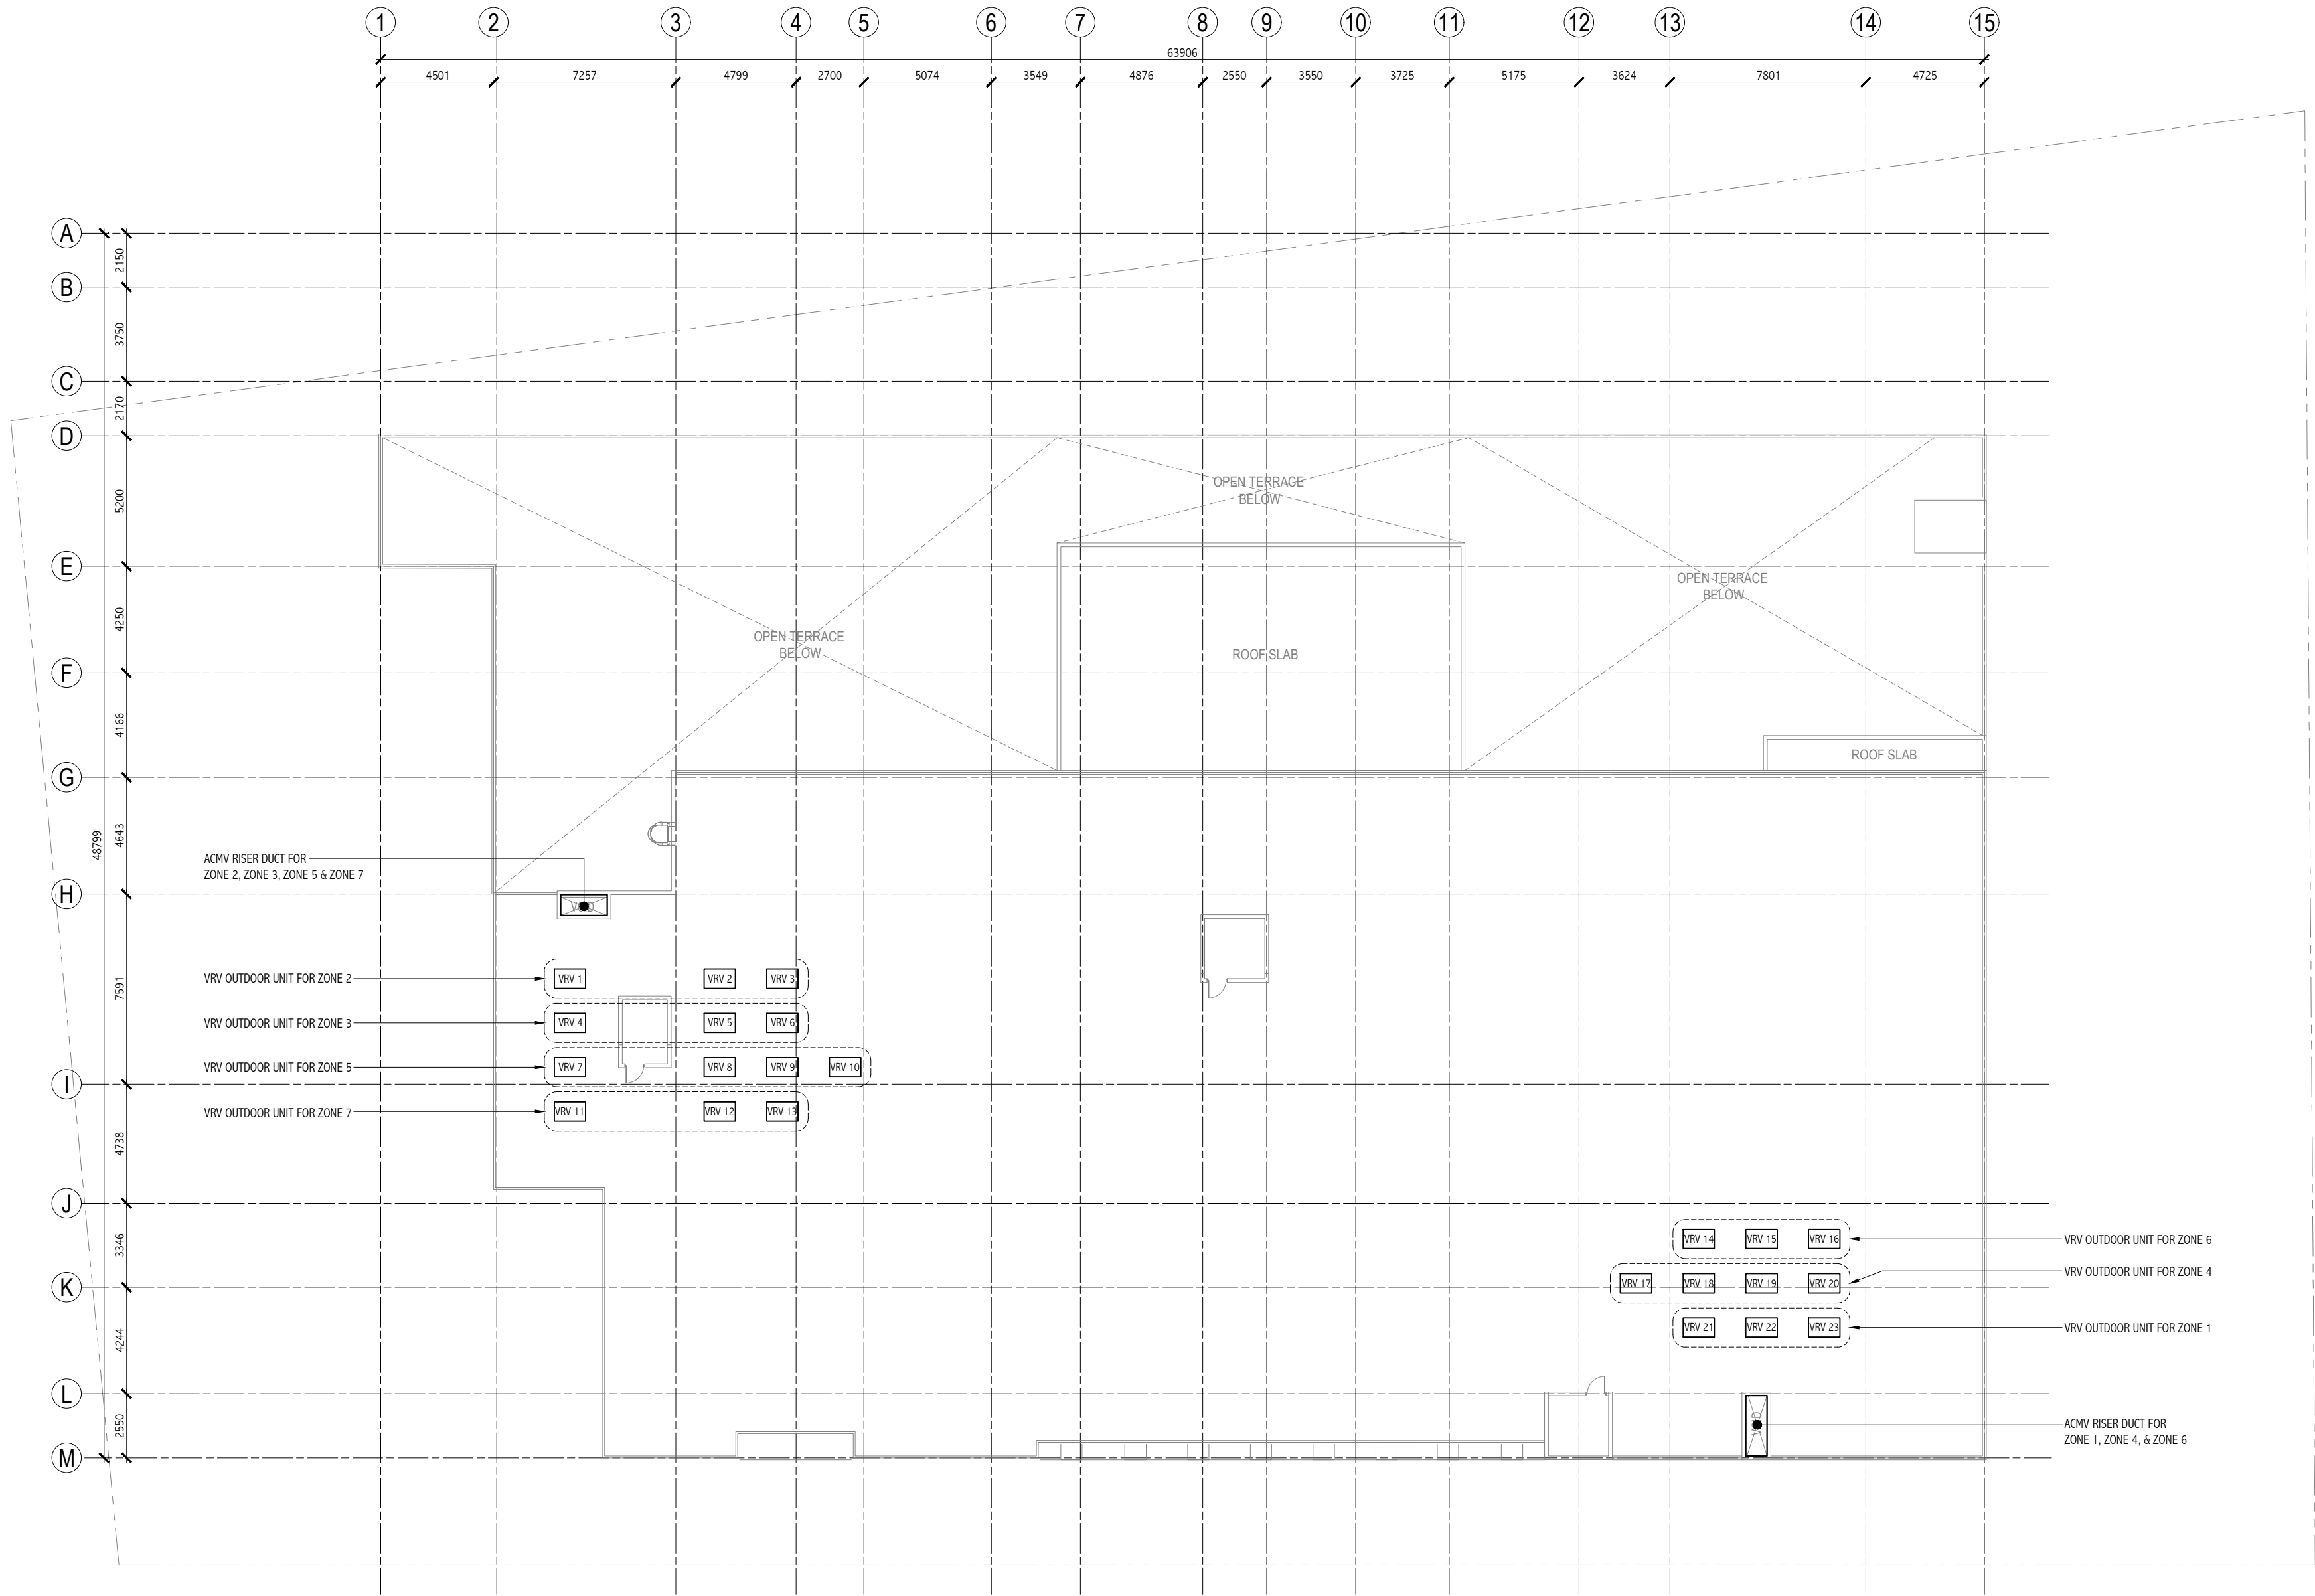 1 2 3 4 5 6 7 8 9 10 11 12 13 14 15
63906
4501 7257 4799 2700 5074 3549 4876 2550 3550 3725 5175 3624 7801 4725
A
2150
B
3750
C
2170
D
5200
E
4250
F
4166
G
4643
48799
H
7591
I
4738
J
3346
K
4244
L
2550
M
OPEN TERRACE
BELOW
OPEN TERRACE
BELOW
OPEN TERRACE
BELOW
ROOF SLAB
ROOF SLAB
ACMV RISER DUCT FOR
ZONE 2, ZONE 3, ZONE 5 & ZONE 7
VRV OUTDOOR UNIT FOR ZONE 2
VRV 1 VRV 2 VRV 3
VRV OUTDOOR UNIT FOR ZONE 3
VRV 4 VRV 5 VRV 6
VRV OUTDOOR UNIT FOR ZONE 5
VRV 7 VRV 8 VRV 9 VRV 10
VRV OUTDOOR UNIT FOR ZONE 7
VRV 11 VRV 12 VRV 13
VRV 14 VRV 15 VRV 16
VRV OUTDOOR UNIT FOR ZONE 6
VRV 17 VRV 18 VRV 19 VRV 20
VRV OUTDOOR UNIT FOR ZONE 4
VRV 21 VRV 22 VRV 23
VRV OUTDOOR UNIT FOR ZONE 1
ACMV RISER DUCT FOR
ZONE 1, ZONE 4, & ZONE 6